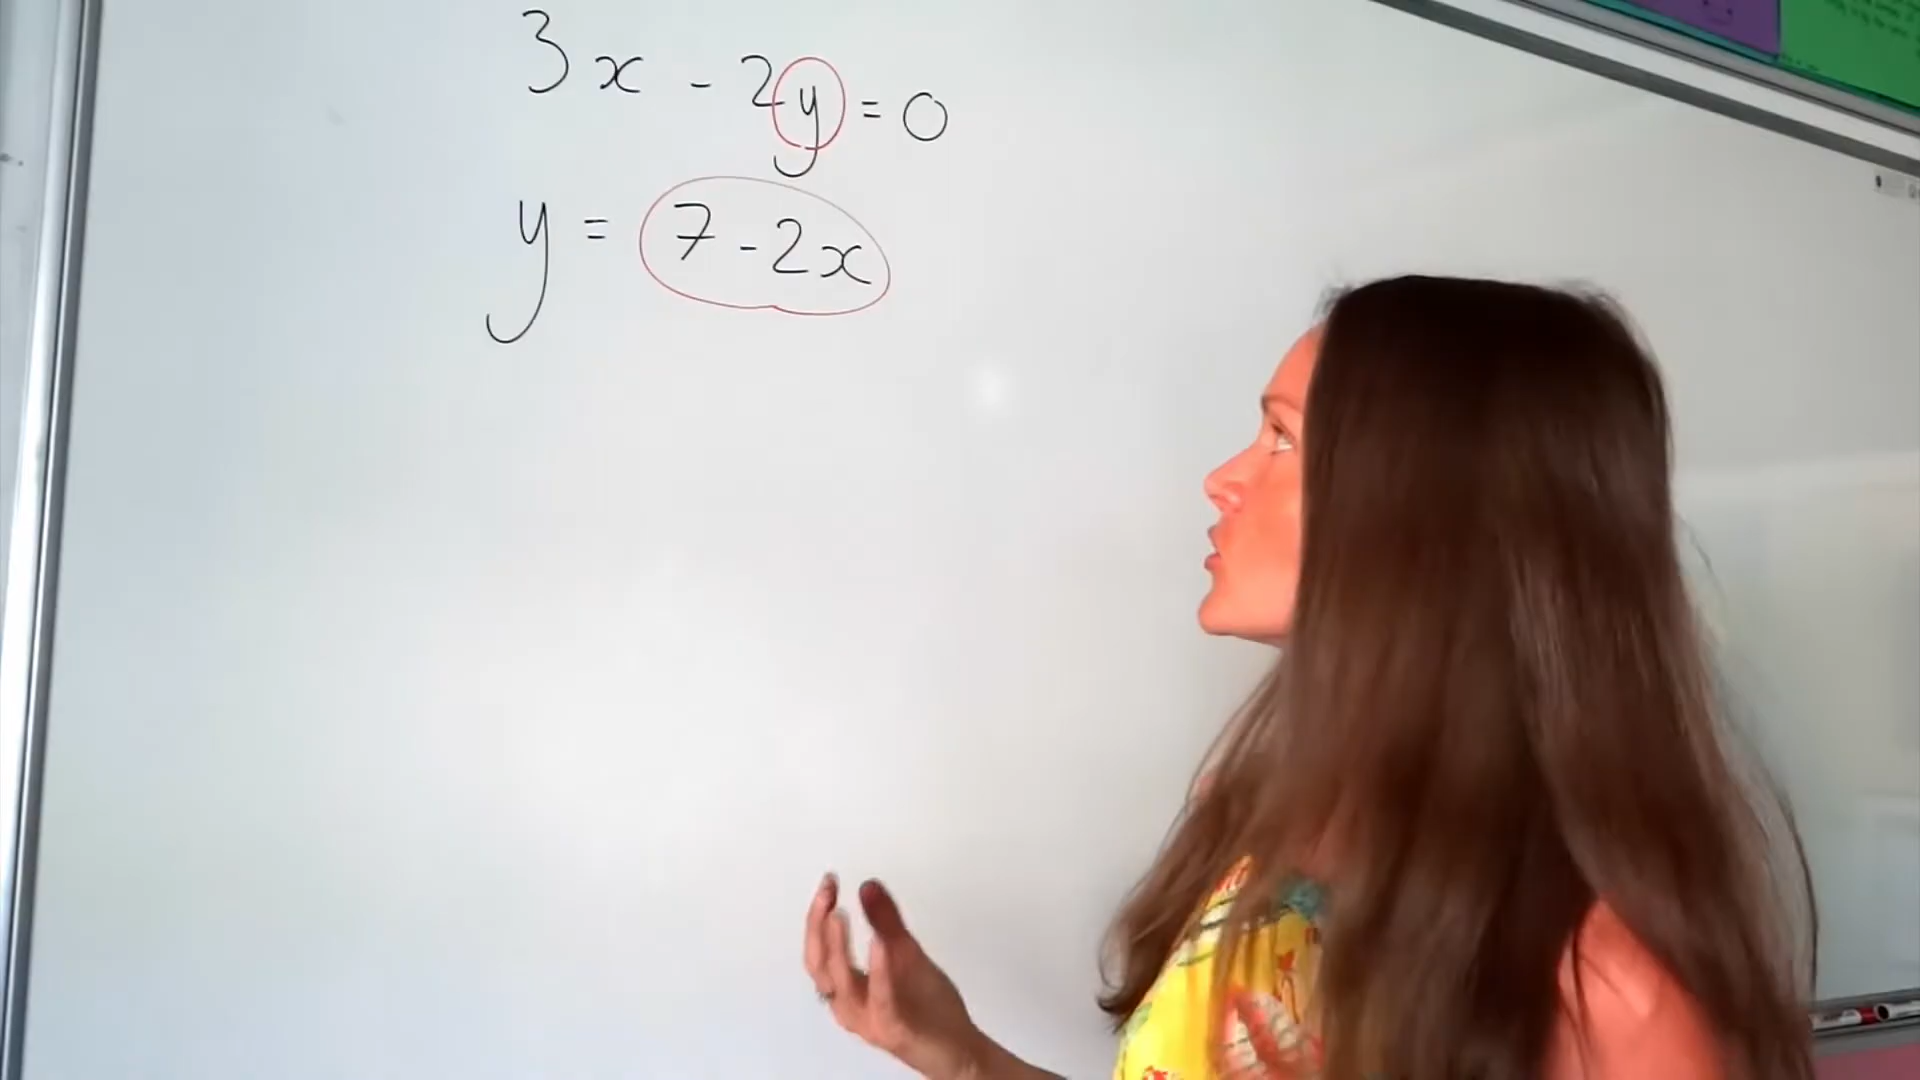 3x - 2y = 0
y = 7 - 2x